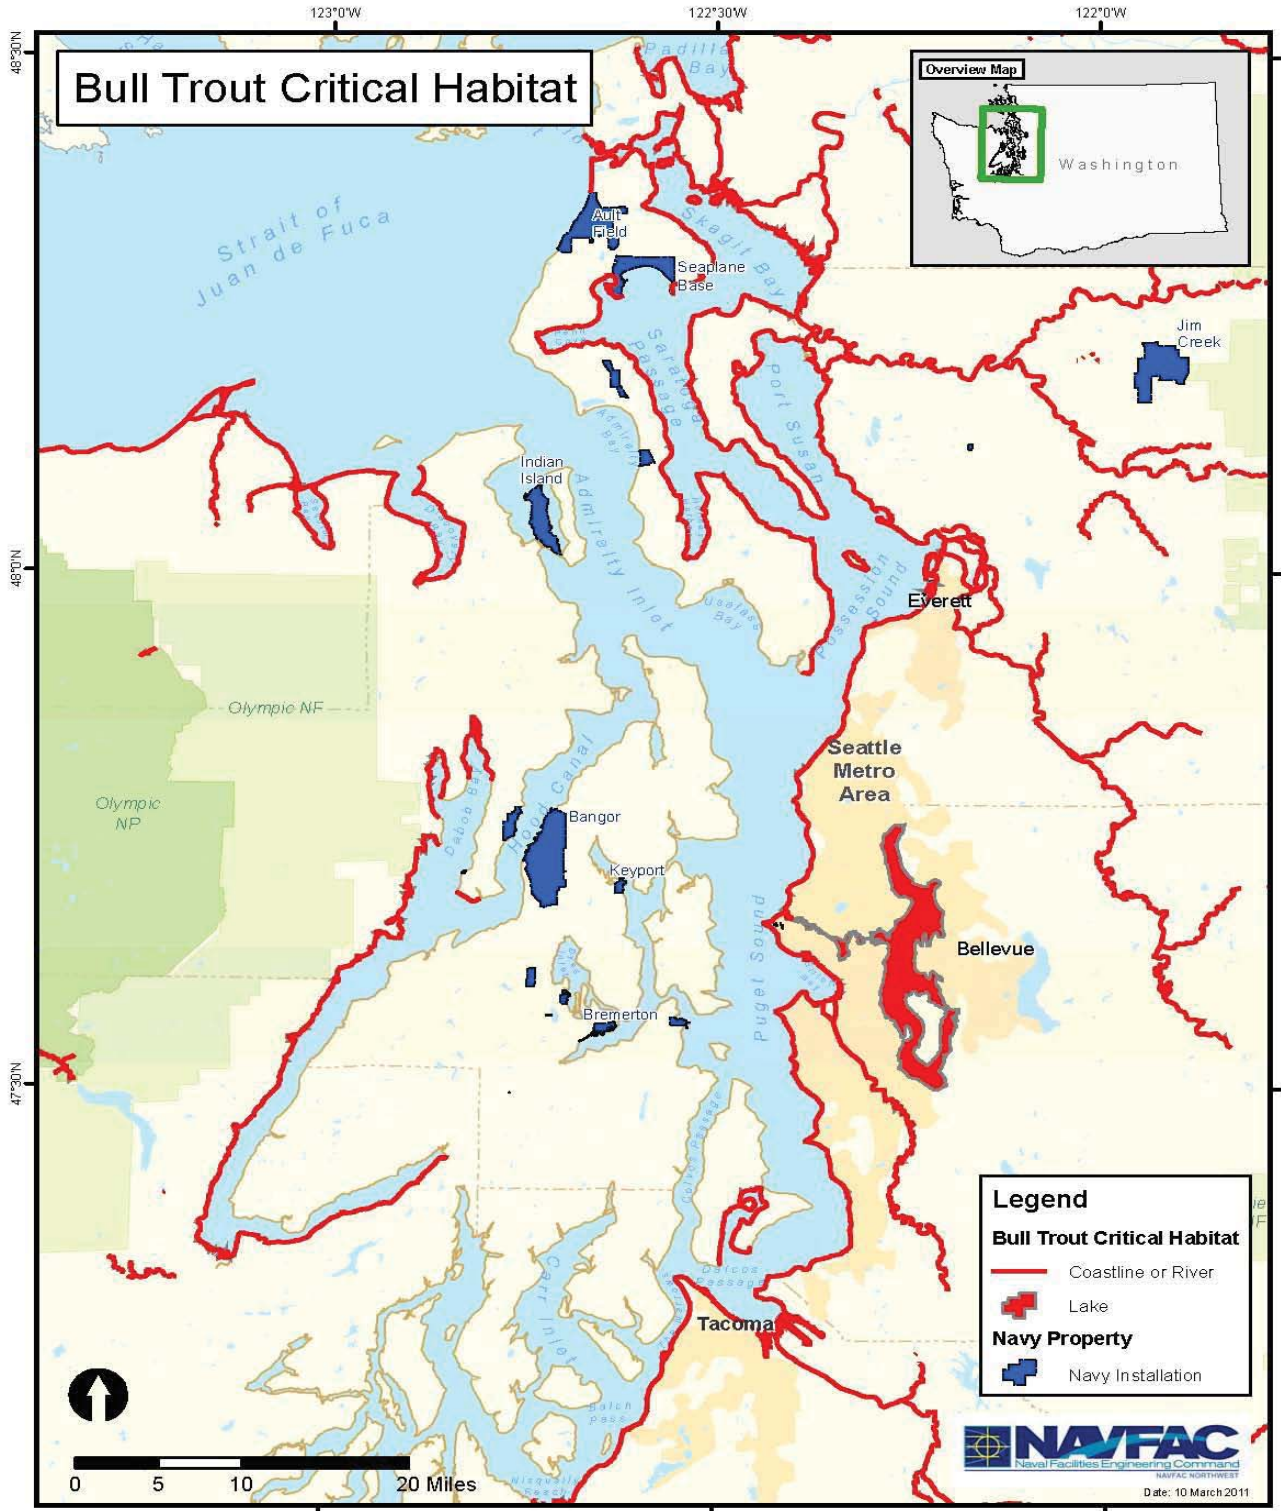 123°0'W
122°30'W
122°0'W
48°30'N
48°0'N
47°30'N
Bull Trout Critical Habitat
Padilla
Bay
Overview Map
Washington
Strait of
Juan de Fuca
Ault
Field
Skagit Bay
Seaplane
Base
Jim
Creek
Saratoga
Passage
Port Susan
Admiralty
Bay
Indian
Island
Admiralty Inlet
Possession
Sound
Everett
Useless
Bay
Olympic NF
Seattle
Metro
Area
Olympic
NP
Dabob Bay
Hood Canal
Bangor
Keyport
Puget Sound
Bellevue
Bremerton
Colvos Passage
Dalcos
Passage
Tacoma
Carr Inlet
Balch
Pass
Nisqually
Reach
Legend
Bull Trout Critical Habitat
Coastline or River
Lake
Navy Property
Navy Installation
0 5 10 20 Miles
NAVFAC
Naval Facilities Engineering Command
NAVFAC NORTHWEST
Date: 10 March 2011